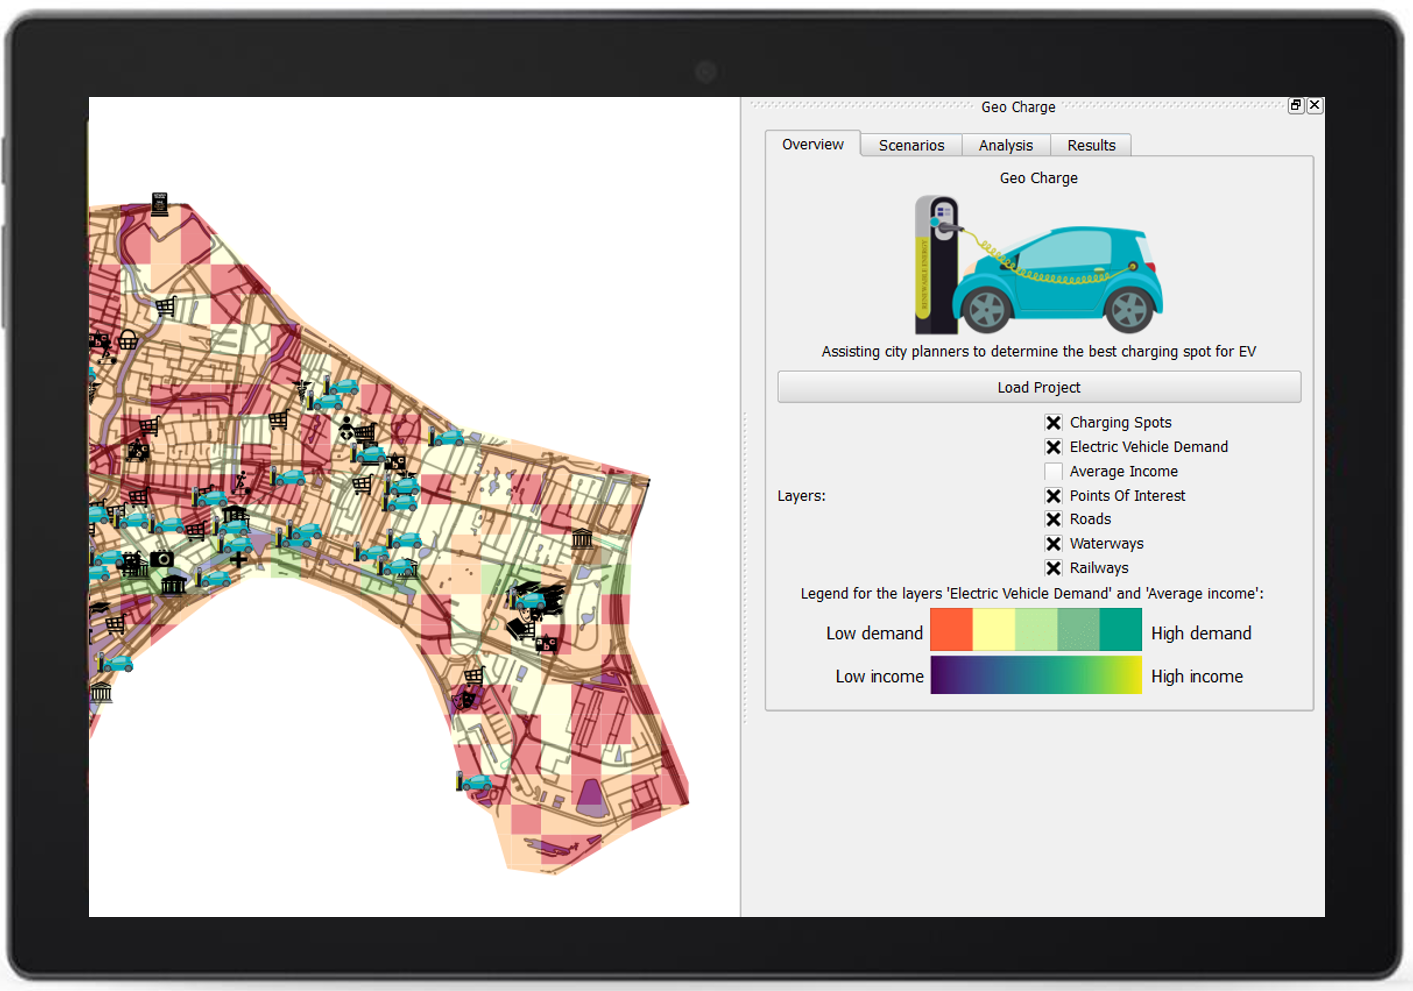 Geo Charge
Overview
Scenarios
Analysis
Results
Geo Charge
RENEWABLE ENERGY
Assisting city planners to determine the best charging spot for EV
Load Project
Layers:
Charging Spots
Electric Vehicle Demand
Average Income
Points Of Interest
Roads
Waterways
Railways
Legend for the layers 'Electric Vehicle Demand' and 'Average income':
Low demand
High demand
Low income
High income